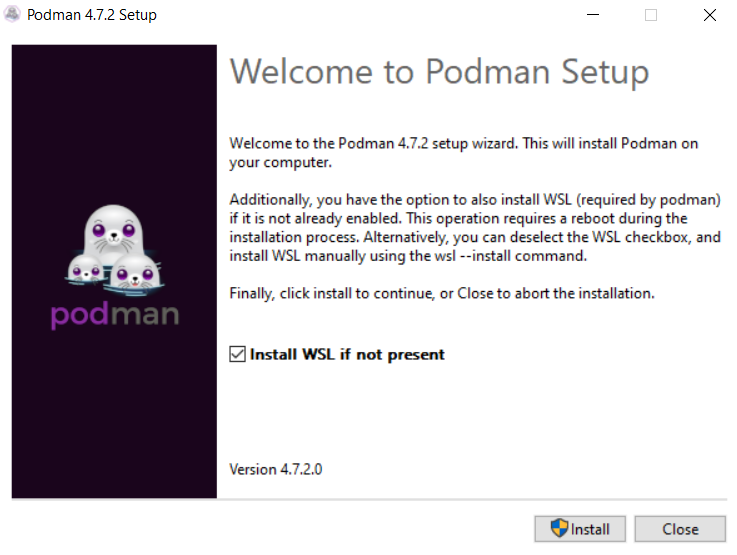 Podman 4.7.2 Setup
Welcome to Podman Setup
Welcome to the Podman 4.7.2 setup wizard. This will install Podman on
your computer.
Additionally, you have the option to also install WSL (required by podman)
if it is not already enabled. This operation requires a reboot during the
installation process. Alternatively, you can deselect the WSL checkbox, and
install WSL manually using the wsl --install command.
Finally, click install to continue, or Close to abort the installation.
podman
Install WSL if not present
Version 4.7.2.0
Install
Close